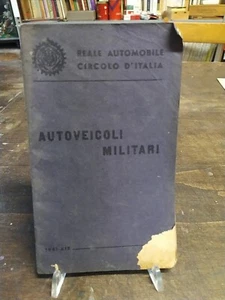 REALE AUTOMOBILE
CIRCOLO D'ITALIA
AUTOVEICOLI
MILITARI